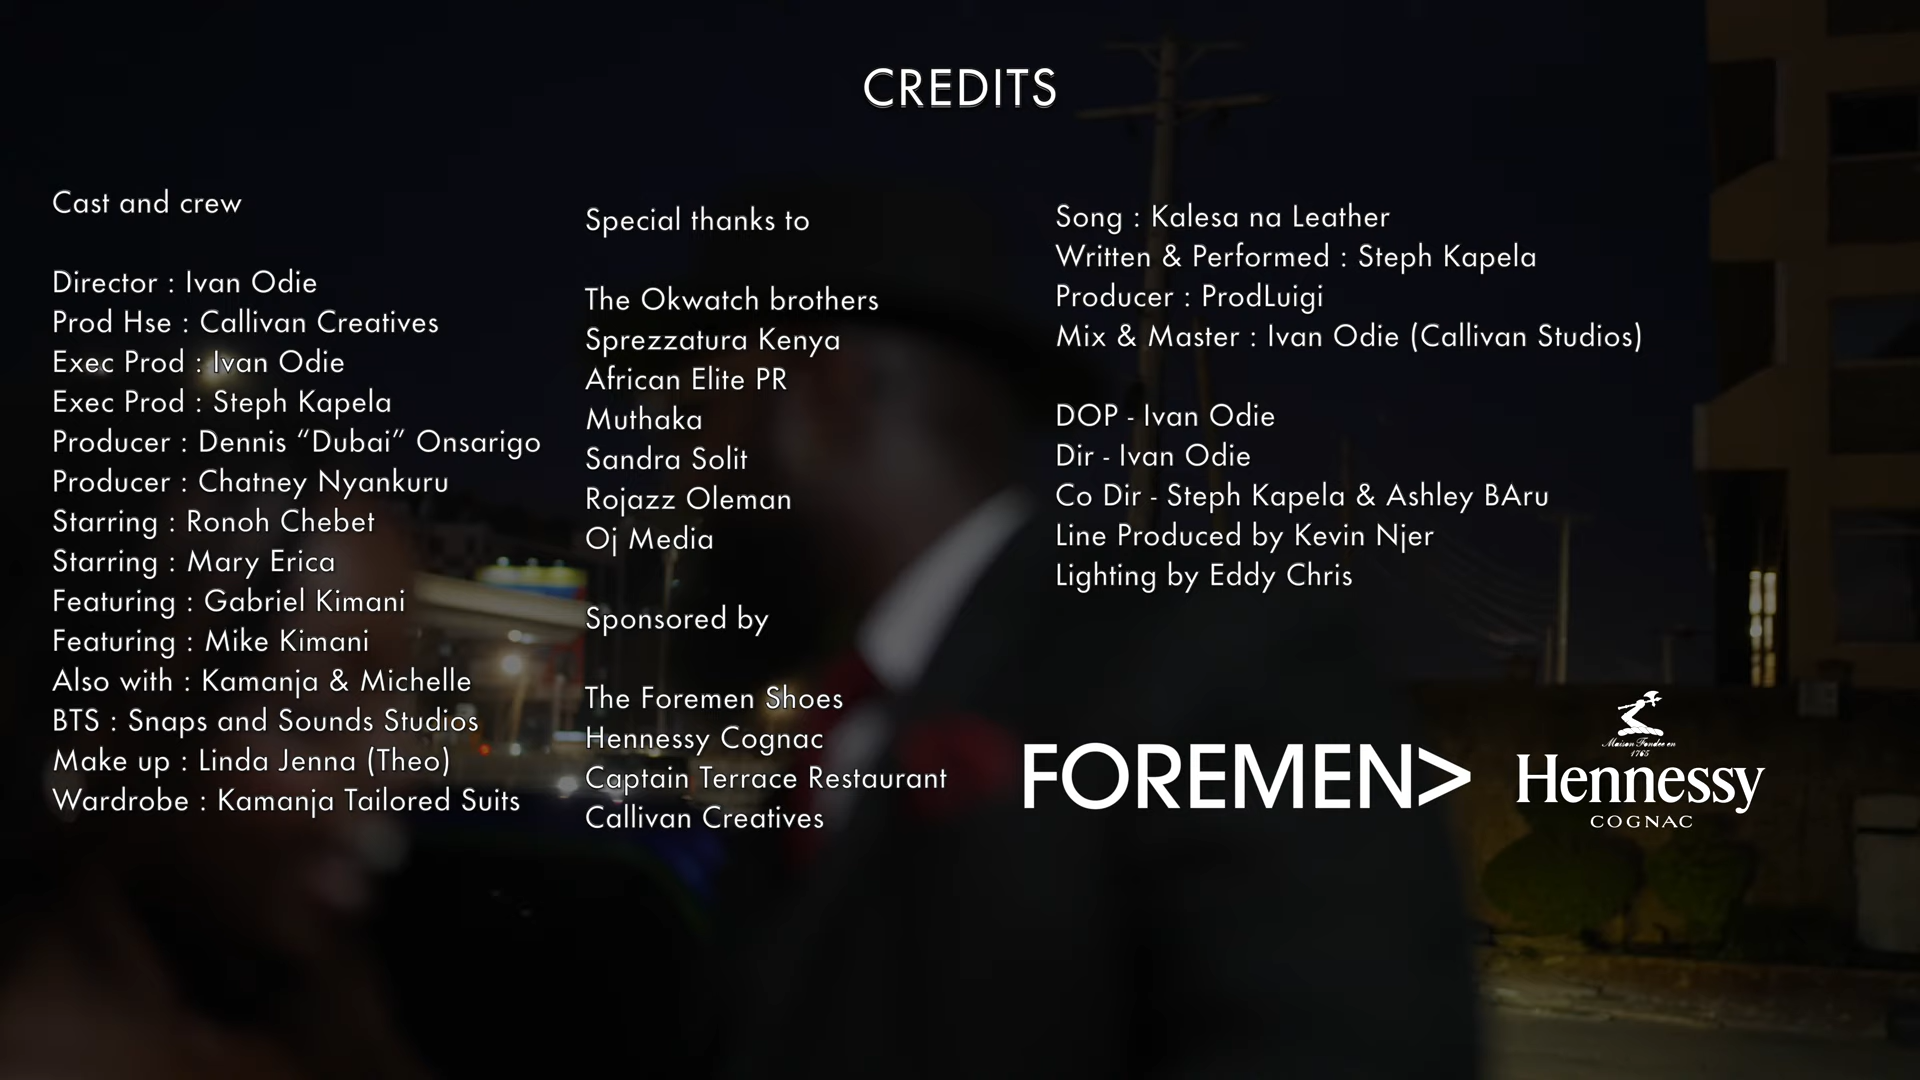 CREDITS
Cast and crew
Director : Ivan Odie
Prod Hse : Callivan Creatives
Exec Prod : Ivan Odie
Exec Prod : Steph Kapela
Producer : Dennis “Dubai” Onsarigo
Producer : Chatney Nyankuru
Starring : Ronoh Chebet
Starring : Mary Erica
Featuring : Gabriel Kimani
Featuring : Mike Kimani
Also with : Kamanja & Michelle
BTS : Snaps and Sounds Studios
Make up : Linda Jenna (Theo)
Wardrobe : Kamanja Tailored Suits
Special thanks to
The Okwatch brothers
Sprezzatura Kenya
African Elite PR
Muthaka
Sandra Solit
Rojazz Oleman
Oj Media
Sponsored by
The Foremen Shoes
Hennessy Cognac
Captain Terrace Restaurant
Callivan Creatives
Song : Kalesa na Leather
Written & Performed : Steph Kapela
Producer : ProdLuigi
Mix & Master : Ivan Odie (Callivan Studios)
DOP - Ivan Odie
Dir - Ivan Odie
Co Dir - Steph Kapela & Ashley BAru
Line Produced by Kevin Njer
Lighting by Eddy Chris
FOREMEN>
Maison Fondee en
1765
Hennessy
COGNAC